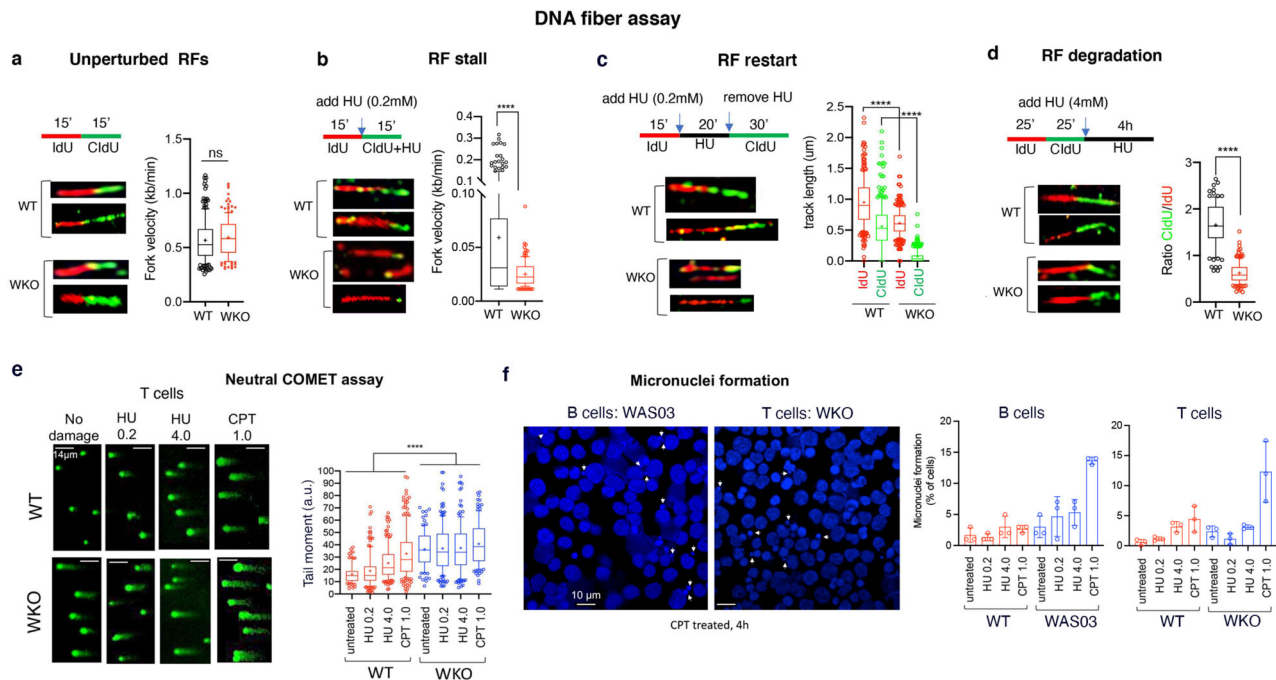 DNA fiber assay
a
Unperturbed RFs
15’ 15’
IdU CldU
WT
WKO
Fork velocity (kb/min)
1.5
1.0
0.5
0.0
ns
WT WKO
b
RF stall
add HU (0.2mM)
15’ 15’
IdU CldU+HU
WT
WKO
Fork velocity (kb/min)
0.4
0.3
0.2
0.1
0.10
0.05
0.00
****
WT WKO
c
RF restart
add HU (0.2mM) remove HU
15’ 20’ 30’
IdU HU CldU
WT
WKO
track length (um)
2.5
2.0
1.5
1.0
0.5
0.0
**** ****
IdU CldU IdU CldU
WT WKO
d
RF degradation
add HU (4mM)
25’ 25’ 4h
IdU CldU HU
WT
WKO
Ratio CldU/IdU
3
2
1
0
****
WT WKO
e
Neutral COMET assay
T cells
No damage
HU 0.2
HU 4.0
CPT 1.0
14µm
WT
WKO
Tail moment (a.u.)
100
90
80
70
60
50
40
30
20
10
0
****
untreated HU 0.2 HU 4.0 CPT 1.0 untreated HU 0.2 HU 4.0 CPT 1.0
WT WKO
f
Micronuclei formation
B cells: WAS03 T cells: WKO
10 µm
CPT treated, 4h
B cells
Micronuclei formation
(% of cells)
20
15
10
5
0
untreated HU 0.2 HU 4.0 CPT 1.0 untreated HU 0.2 HU 4.0 CPT 1.0
WT WAS03
T cells
20
15
10
5
0
untreated HU 0.2 HU 4.0 CPT 1.0 untreated HU 0.2 HU 4.0 CPT 1.0
WT WKO